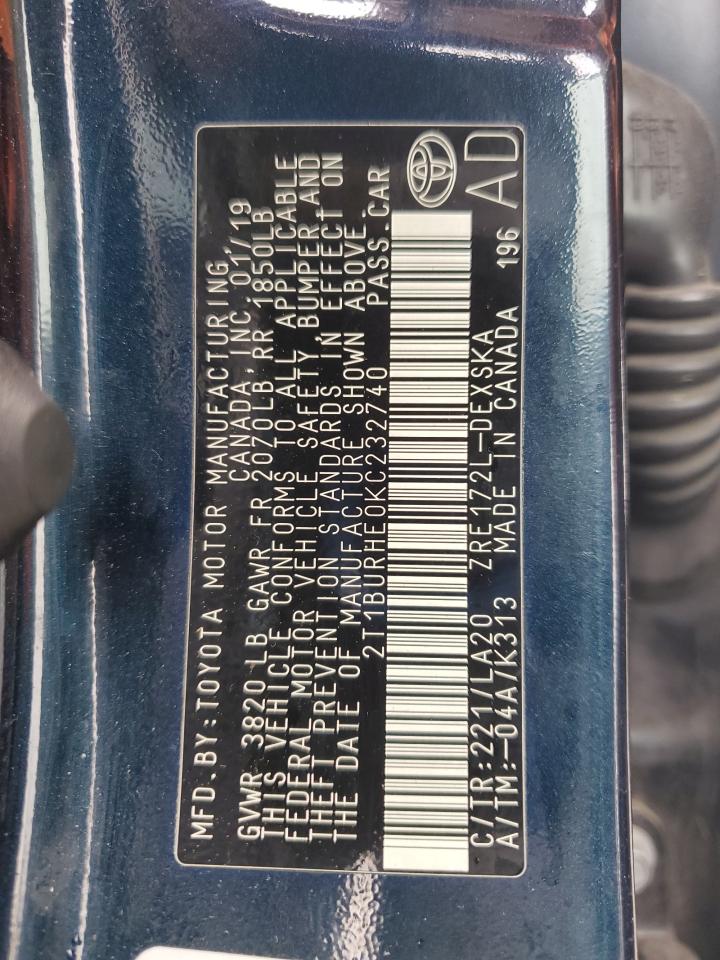 MFD.BY:TOYOTA MOTOR MANUFACTURING
CANADA, INC. 01/19
GVWR 3820 LB GAWR FR 2070LB, RR 1850LB
THIS VEHICLE CONFORMS TO ALL APPLICABLE
FEDERAL MOTOR VEHICLE SAFETY, BUMPER, AND
THEFT PREVENTION STANDARDS IN EFFECT ON
THE DATE OF MANUFACTURE SHOWN ABOVE.
2T1BURHE0KC232740 PASS.CAR
C/TR:221/LA20 ZRE172L-DEXSKA
A/TM:-04A/K313 MADE IN CANADA 196 AD